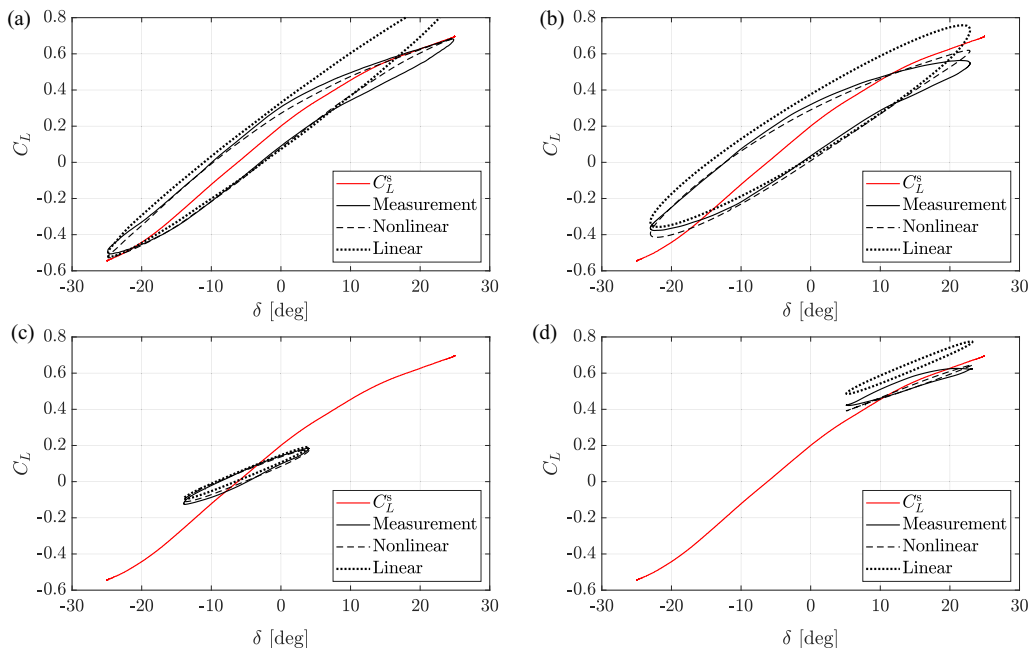 (a)
0.8
0.6
0.4
0.2
0
-0.2
-0.4
-0.6
C_L
-30 -20 -10 0 10 20 30
δ [deg]
C_L^s
Measurement
Nonlinear
Linear
(b)
0.8
0.6
0.4
0.2
0
-0.2
-0.4
-0.6
C_L
-30 -20 -10 0 10 20 30
δ [deg]
C_L^s
Measurement
Nonlinear
Linear
(c)
0.8
0.6
0.4
0.2
0
-0.2
-0.4
-0.6
C_L
-30 -20 -10 0 10 20 30
δ [deg]
C_L^s
Measurement
Nonlinear
Linear
(d)
0.8
0.6
0.4
0.2
0
-0.2
-0.4
-0.6
C_L
-30 -20 -10 0 10 20 30
δ [deg]
C_L^s
Measurement
Nonlinear
Linear